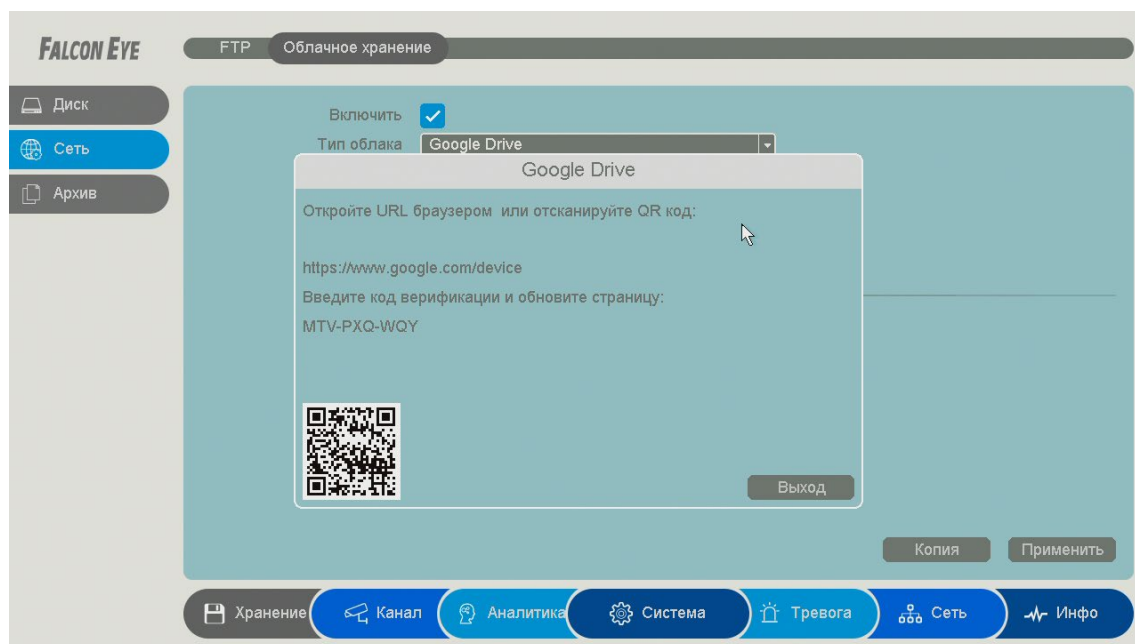 FALCON EYE
FTP Облачное хранение
Диск
Сеть
Архив
Включить
Тип облака Google Drive
Google Drive
Откройте URL браузером или отсканируйте QR код:
https://www.google.com/device
Введите код верификации и обновите страницу:
MTV-PXQ-WQY
Выход
Копия Применить
Хранение Канал Аналитика Система Тревога Сеть Инфо